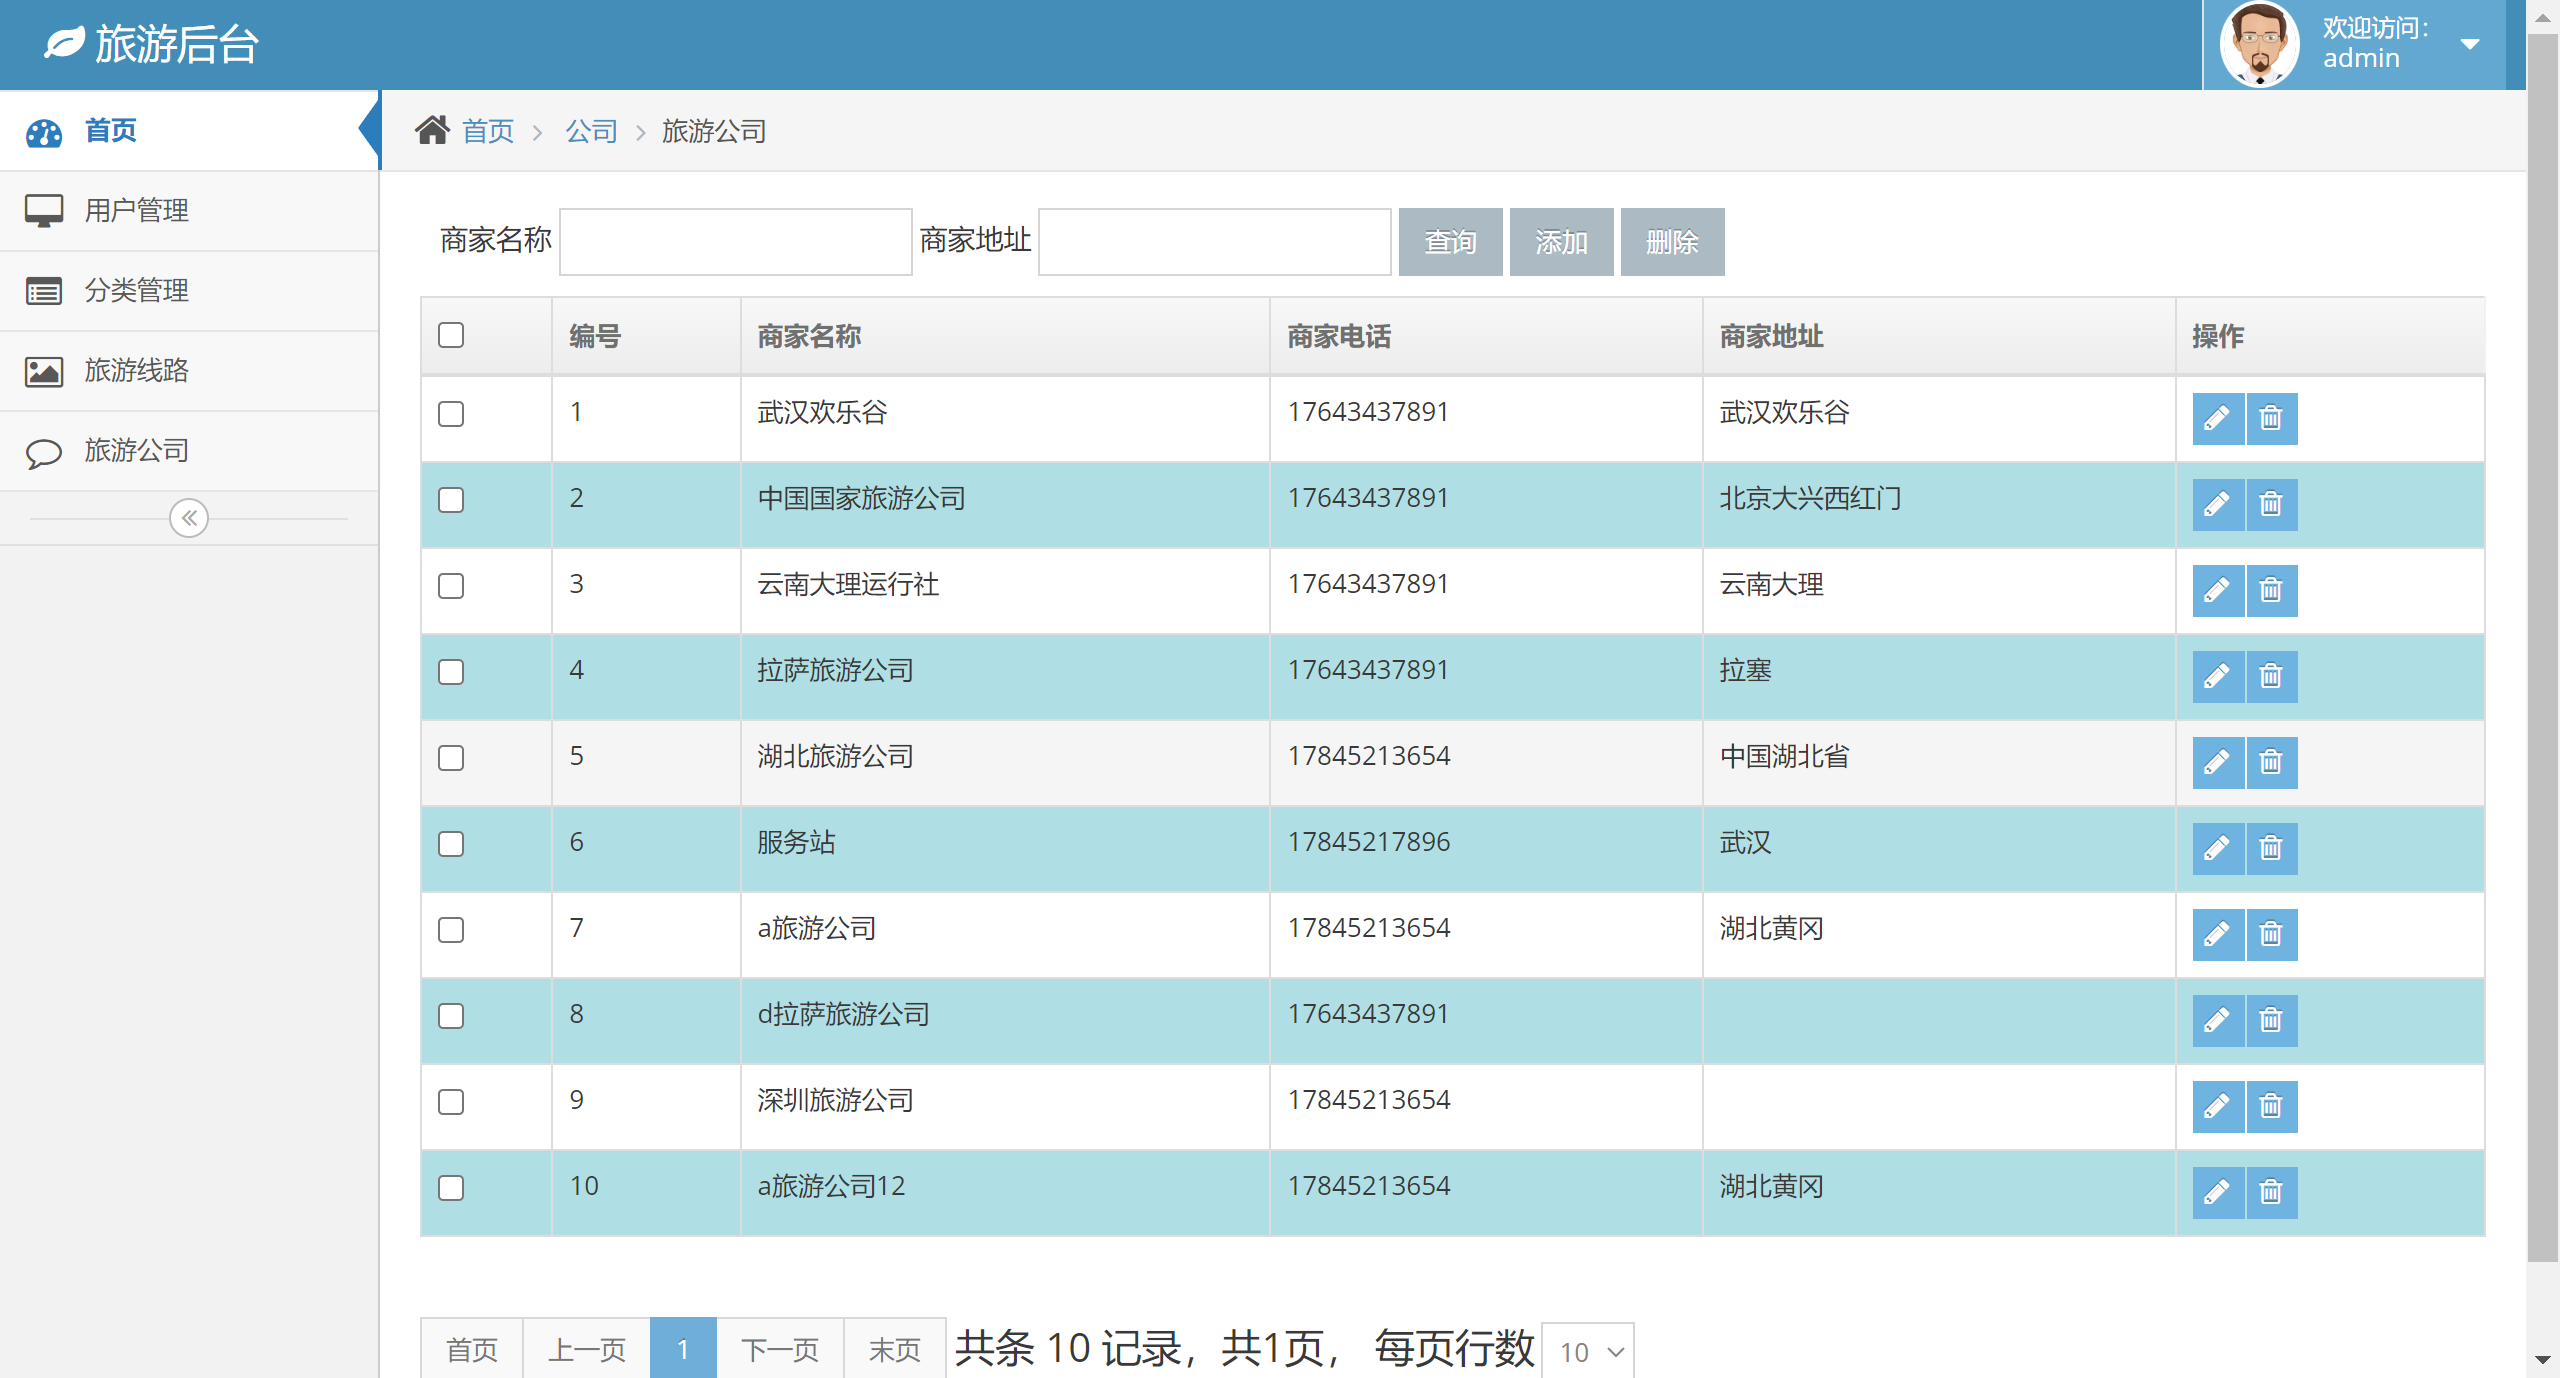 旅游后台
欢迎访问：
admin
首页
用户管理
分类管理
旅游线路
旅游公司
首页 公司 旅游公司
商家名称 商家地址 查询 添加 删除
编号 商家名称 商家电话 商家地址 操作
1 武汉欢乐谷 17643437891 武汉欢乐谷
2 中国国家旅游公司 17643437891 北京大兴西红门
3 云南大理运行社 17643437891 云南大理
4 拉萨旅游公司 17643437891 拉塞
5 湖北旅游公司 17845213654 中国湖北省
6 服务站 17845217896 武汉
7 a旅游公司 17845213654 湖北黄冈
8 d拉萨旅游公司 17643437891
9 深圳旅游公司 17845213654
10 a旅游公司12 17845213654 湖北黄冈
首页 上一页 1 下一页 末页 共条 10 记录，共1页， 每页行数 10